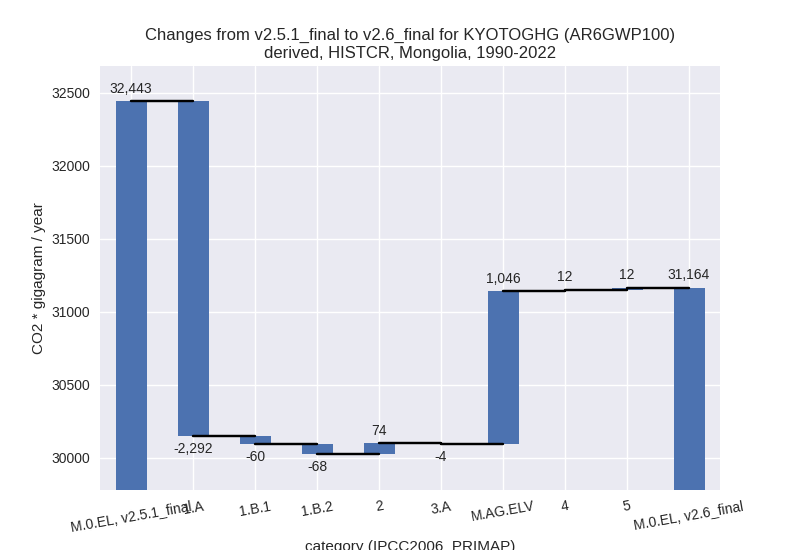 Changes from v2.5.1_final to v2.6_final for KYOTOGHG (AR6GWP100)
derived, HISTCR, Mongolia, 1990-2022
CO2 * gigagram / year
32500
32000
31500
31000
30500
30000
32,443
-2,292
-60
-68
74
-4
1,046
12
12
31,164
M.0.EL, v2.5.1_final
1.A
1.B.1
1.B.2
2
3.A
M.AG.ELV
4
5
M.0.EL, v2.6_final
category (IPCC2006_PRIMAP)